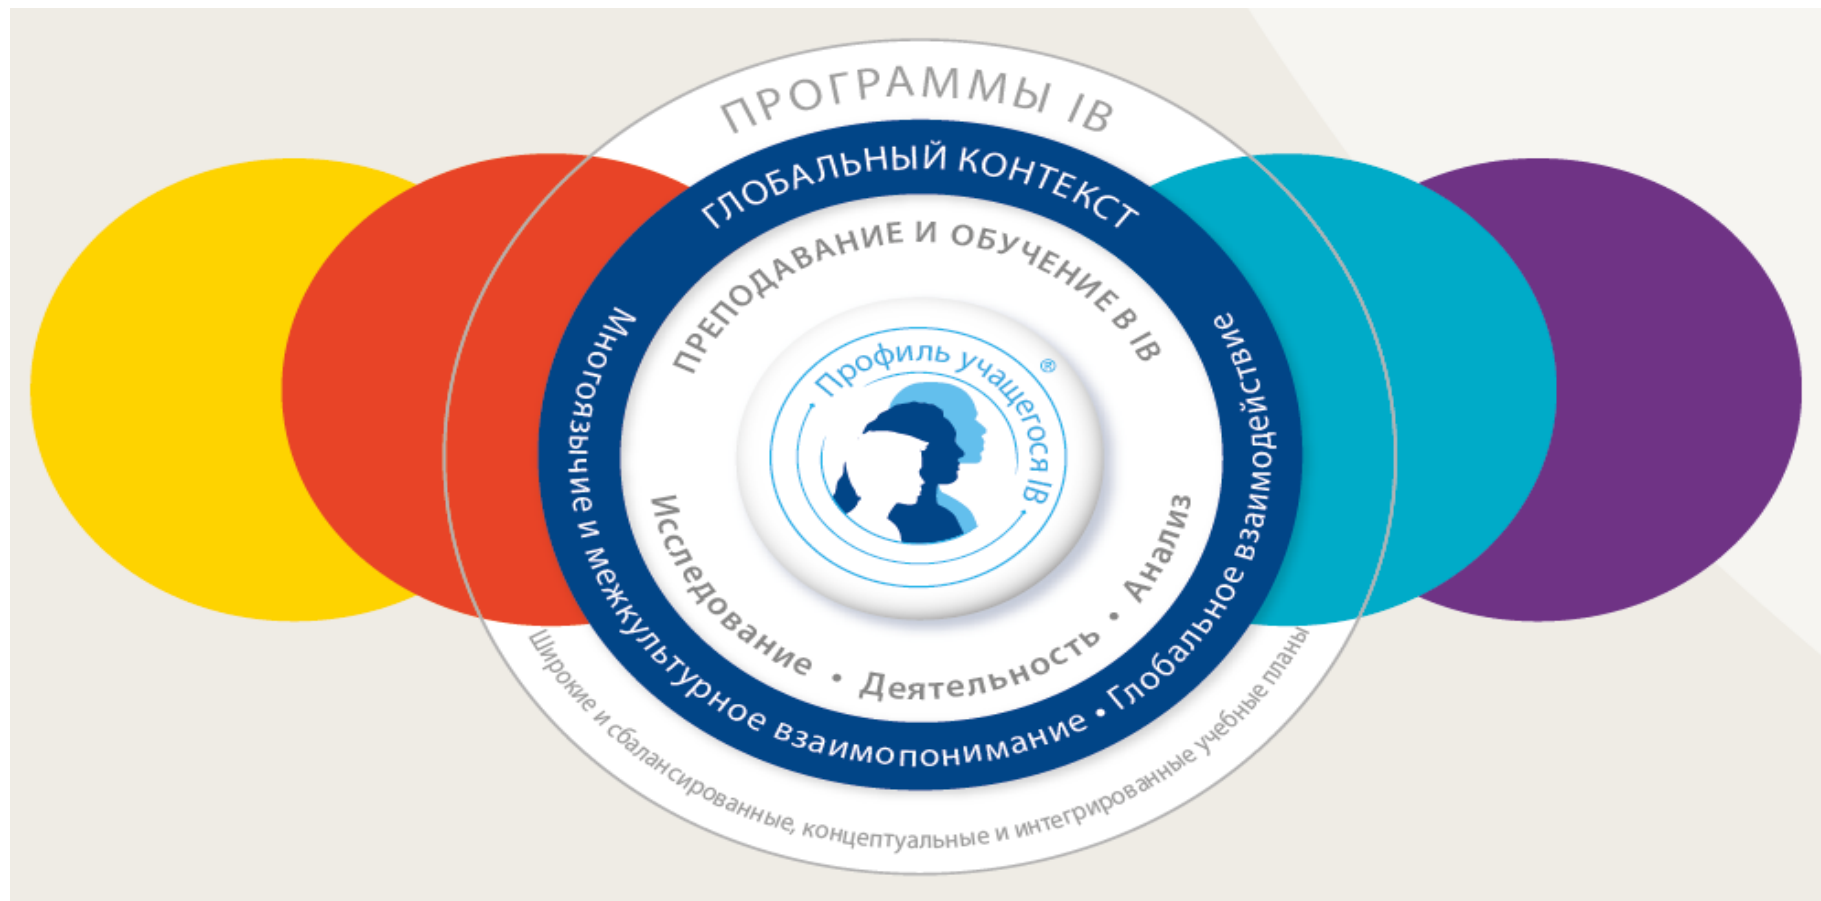 ПРОГРАММЫ IB
ГЛОБАЛЬНЫЙ КОНТЕКСТ
ПРЕПОДАВАНИЕ И ОБУЧЕНИЕ В IB
Профиль учащегося IB ®
Исследование • Деятельность • Анализ
Многоязычие и межкультурное взаимопонимание • Глобальное взаимодействие
Широкие и сбалансированные, концептуальные и интегрированные учебные планы